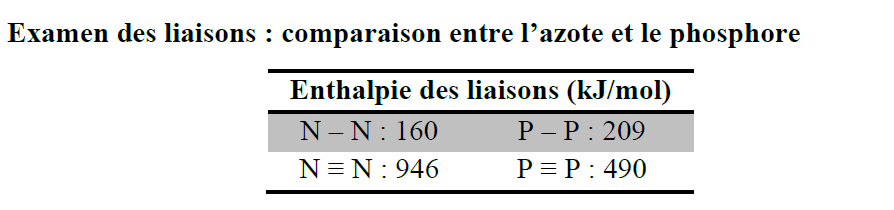 Examen des liaisons : comparaison entre l’azote et le phosphore
Enthalpie des liaisons (kJ/mol)
N – N : 160 P – P : 209
N ≡ N : 946 P ≡ P : 490